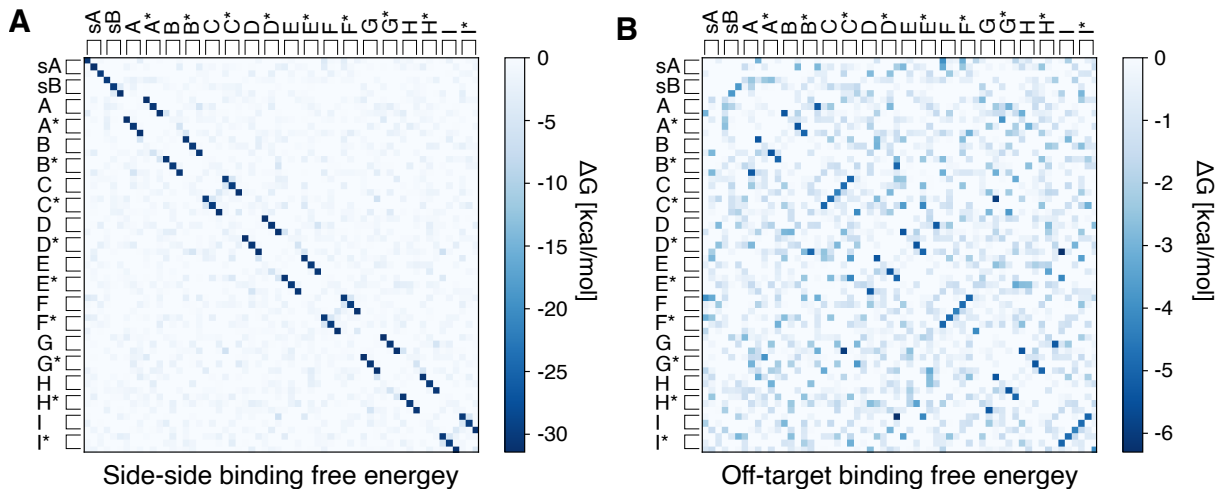 A
sA sB A A* B B* C C* D D* E E* F F* G G* H H* I I*
sA
sB
A
A*
B
B*
C
C*
D
D*
E
E*
F
F*
G
G*
H
H*
I
I*
0
-5
-10
-15
-20
-25
-30
ΔG [kcal/mol]
Side-side binding free energey
B
sA sB A A* B B* C C* D D* E E* F F* G G* H H* I I*
sA
sB
A
A*
B
B*
C
C*
D
D*
E
E*
F
F*
G
G*
H
H*
I
I*
0
-1
-2
-3
-4
-5
-6
ΔG [kcal/mol]
Off-target binding free energey